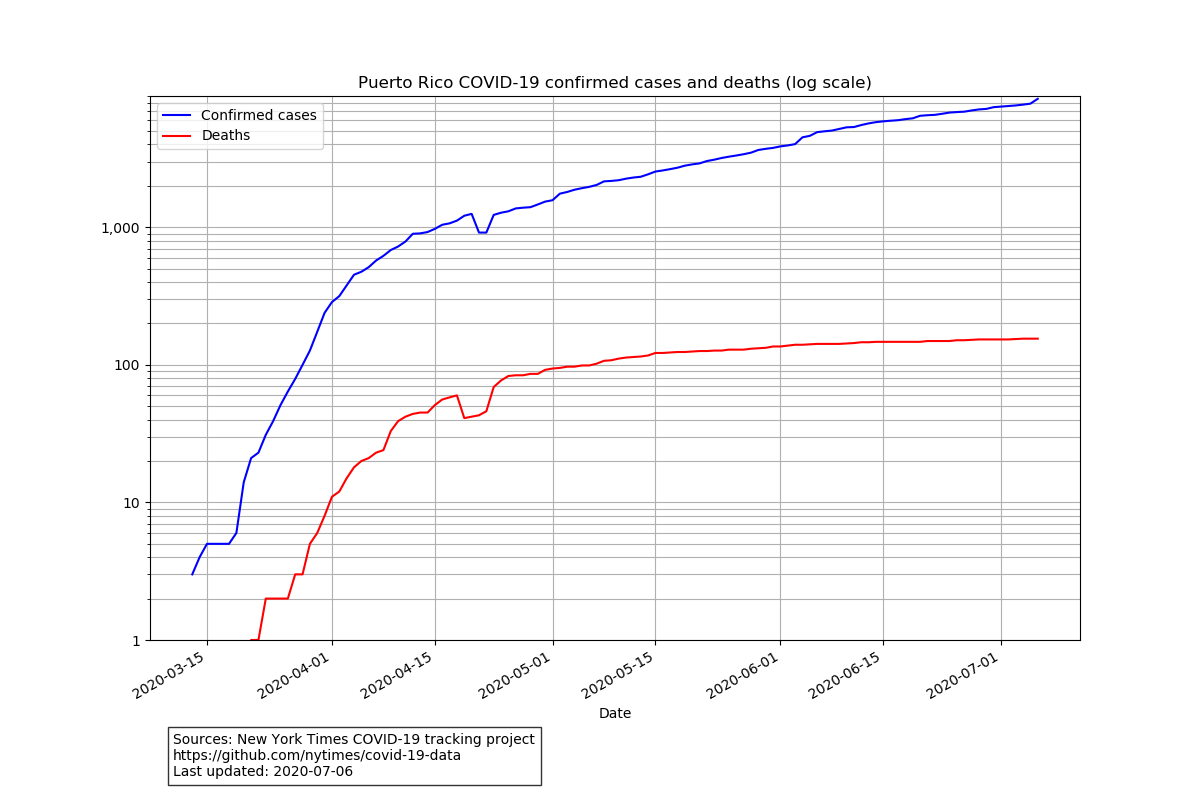 Puerto Rico COVID-19 confirmed cases and deaths (log scale)
Confirmed cases
Deaths
1,000
100
10
1
2020-03-15
2020-04-01
2020-04-15
2020-05-01
2020-05-15
2020-06-01
2020-06-15
2020-07-01
Date
Sources: New York Times COVID-19 tracking project
https://github.com/nytimes/covid-19-data
Last updated: 2020-07-06